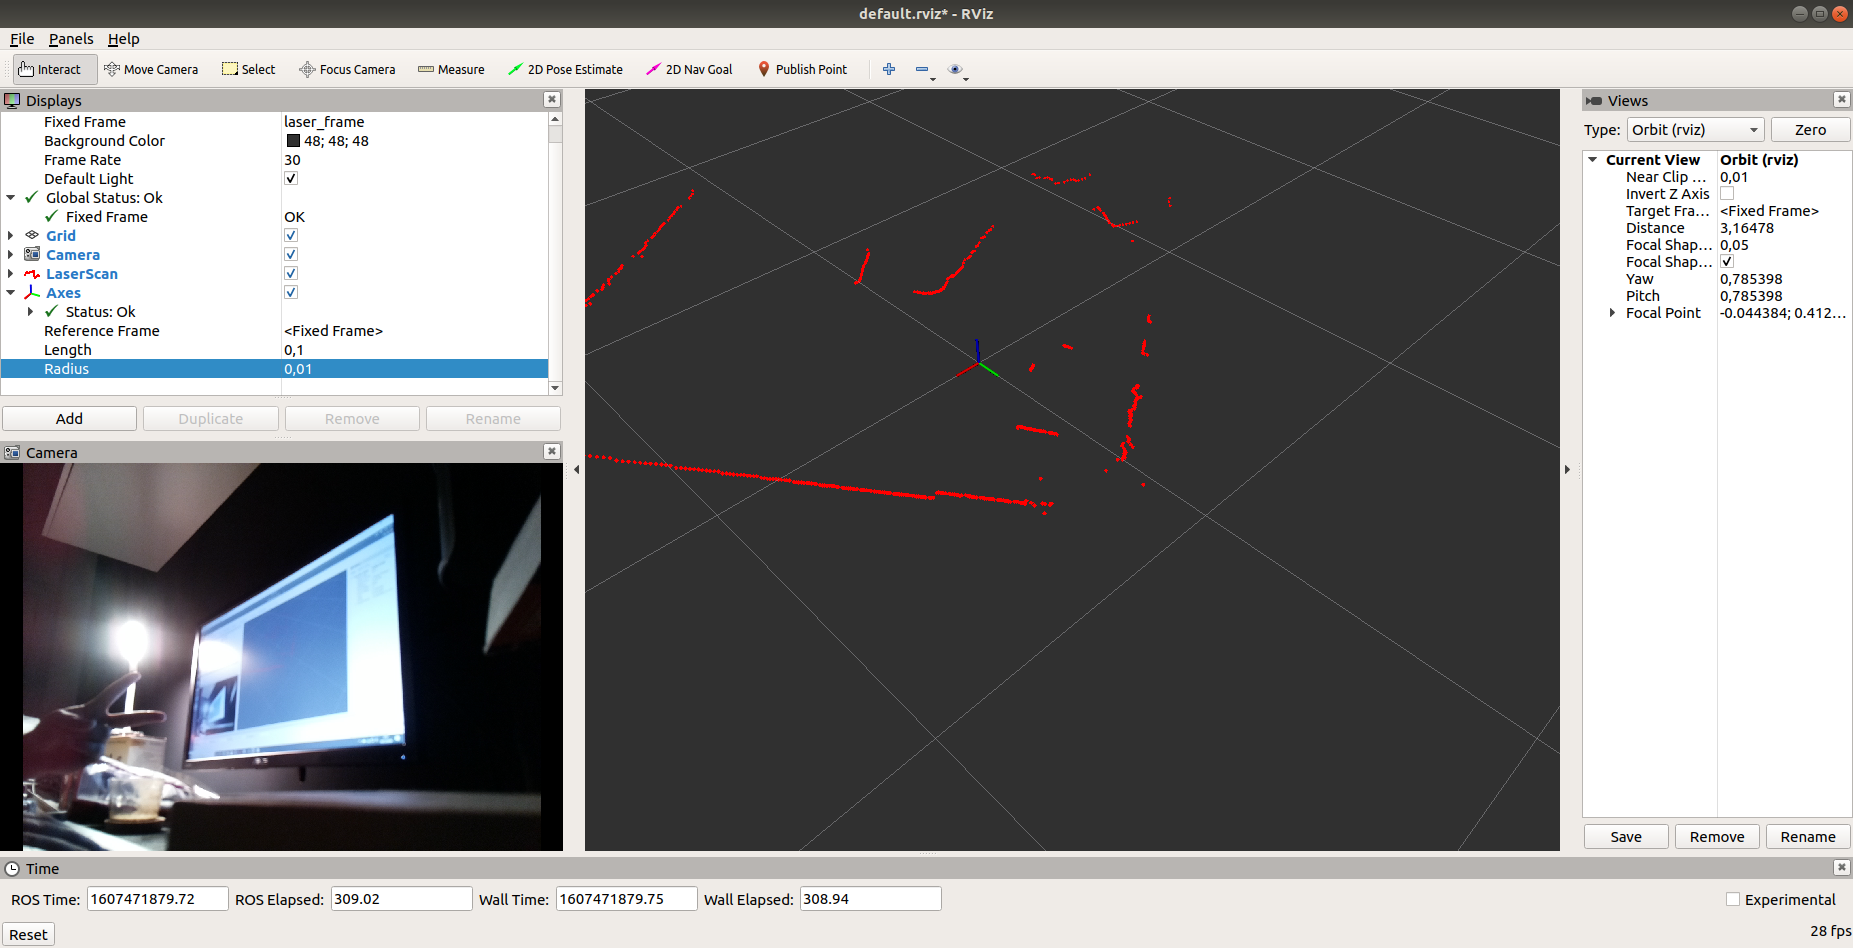 default.rviz* - RViz
File Panels Help
Interact Move Camera Select Focus Camera Measure 2D Pose Estimate 2D Nav Goal Publish Point
Displays
Fixed Frame laser_frame
Background Color 48; 48; 48
Frame Rate 30
Default Light
Global Status: Ok
Fixed Frame OK
Grid
Camera
LaserScan
Axes
Status: Ok
Reference Frame <Fixed Frame>
Length 0,1
Radius 0,01
Add Duplicate Remove Rename
Camera
Views
Type: Orbit (rviz) Zero
Current View Orbit (rviz)
Near Clip ... 0,01
Invert Z Axis
Target Fra... <Fixed Frame>
Distance 3,16478
Focal Shap... 0,05
Focal Shap...
Yaw 0,785398
Pitch 0,785398
Focal Point -0.044384; 0.412...
Save Remove Rename
Time
ROS Time: 1607471879.72 ROS Elapsed: 309.02 Wall Time: 1607471879.75 Wall Elapsed: 308.94 Experimental
Reset 28 fps